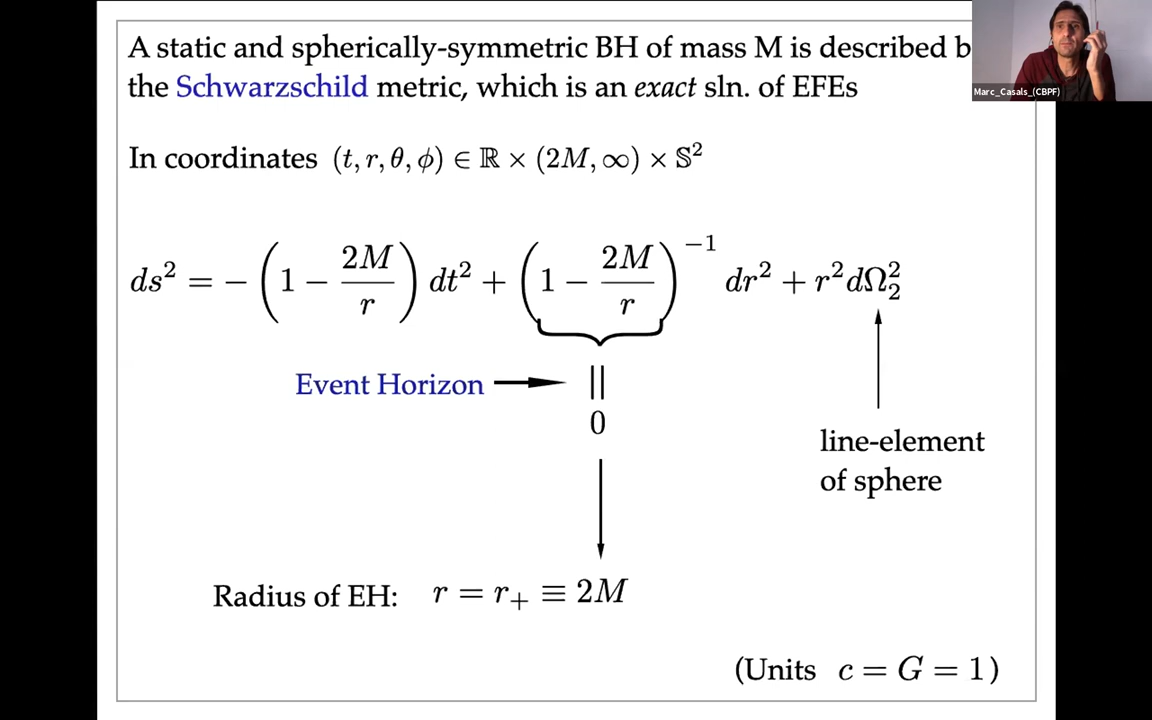 A static and spherically-symmetric BH of mass M is described b
the Schwarzschild metric, which is an exact sln. of EFEs
Marc_Casals_(CBPF)
In coordinates (t, r, θ, ϕ) ∈ ℝ × (2M, ∞) × 𝕊²
ds² = − (1 − 2M/r) dt² + (1 − 2M/r)⁻¹ dr² + r²dΩ₂²
Event Horizon || 
0
line-element
of sphere
Radius of EH: r = r₊ ≡ 2M
(Units c = G = 1)